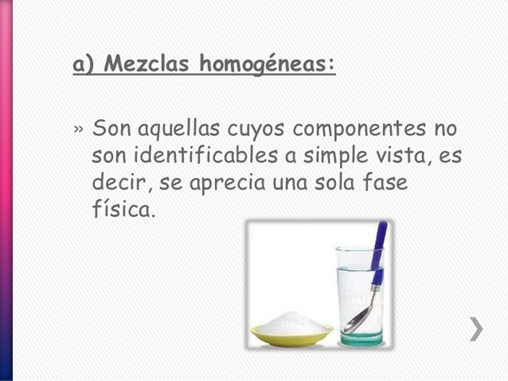 a) Mezclas homogéneas:
» Son aquellas cuyos componentes no
son identificables a simple vista, es
decir, se aprecia una sola fase
física.